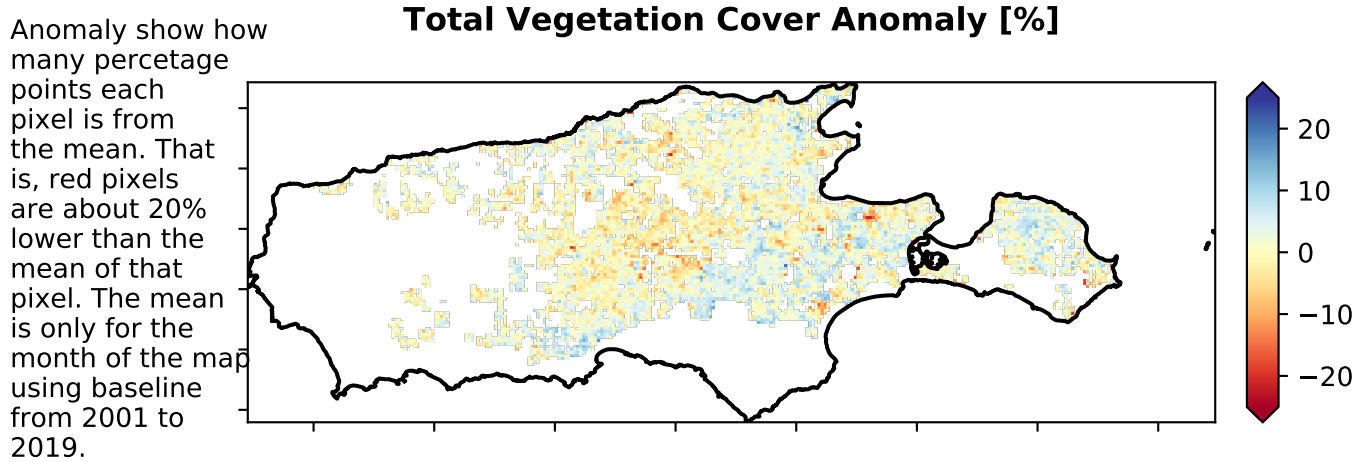 Total Vegetation Cover Anomaly [%]
Anomaly show how
many percetage
points each
pixel is from
the mean. That
is, red pixels
are about 20%
lower than the
mean of that
pixel. The mean
is only for the
month of the map
using baseline
from 2001 to
2019.
20
10
0
−10
−20